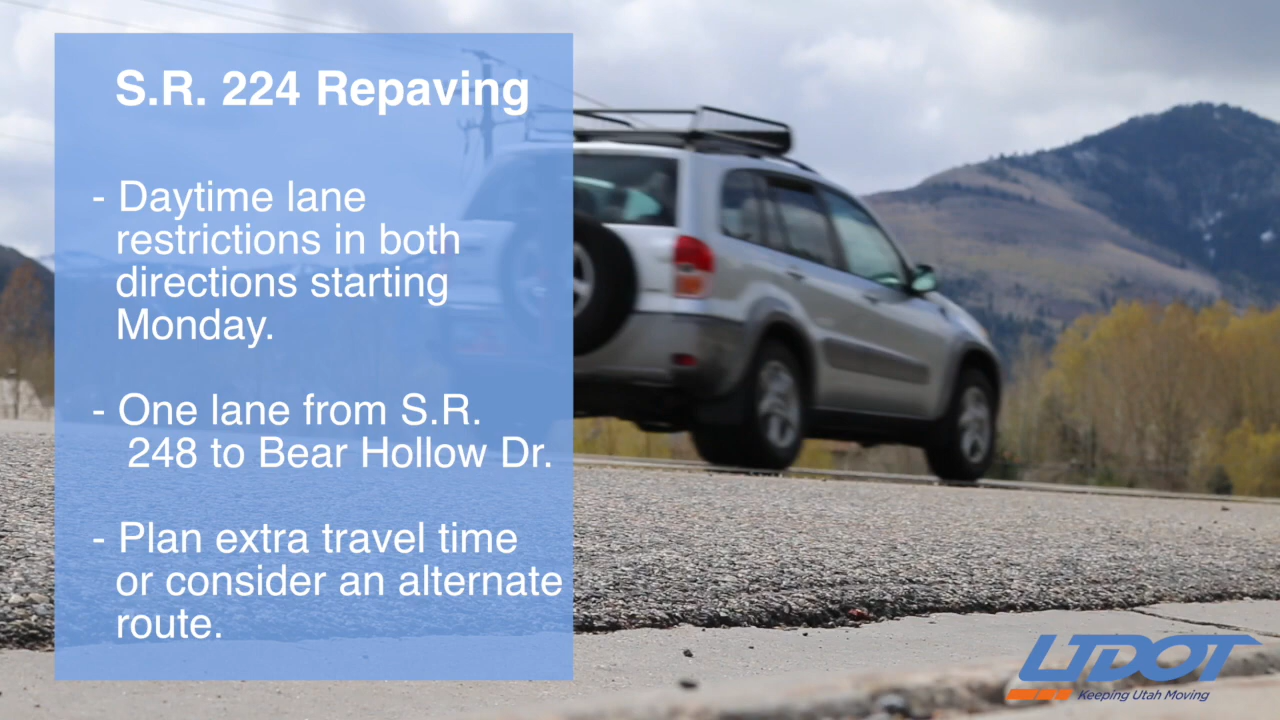 S.R. 224 Repaving
- Daytime lane
restrictions in both
directions starting
Monday.
- One lane from S.R.
248 to Bear Hollow Dr.
- Plan extra travel time
or consider an alternate
route.
UDOT
Keeping Utah Moving